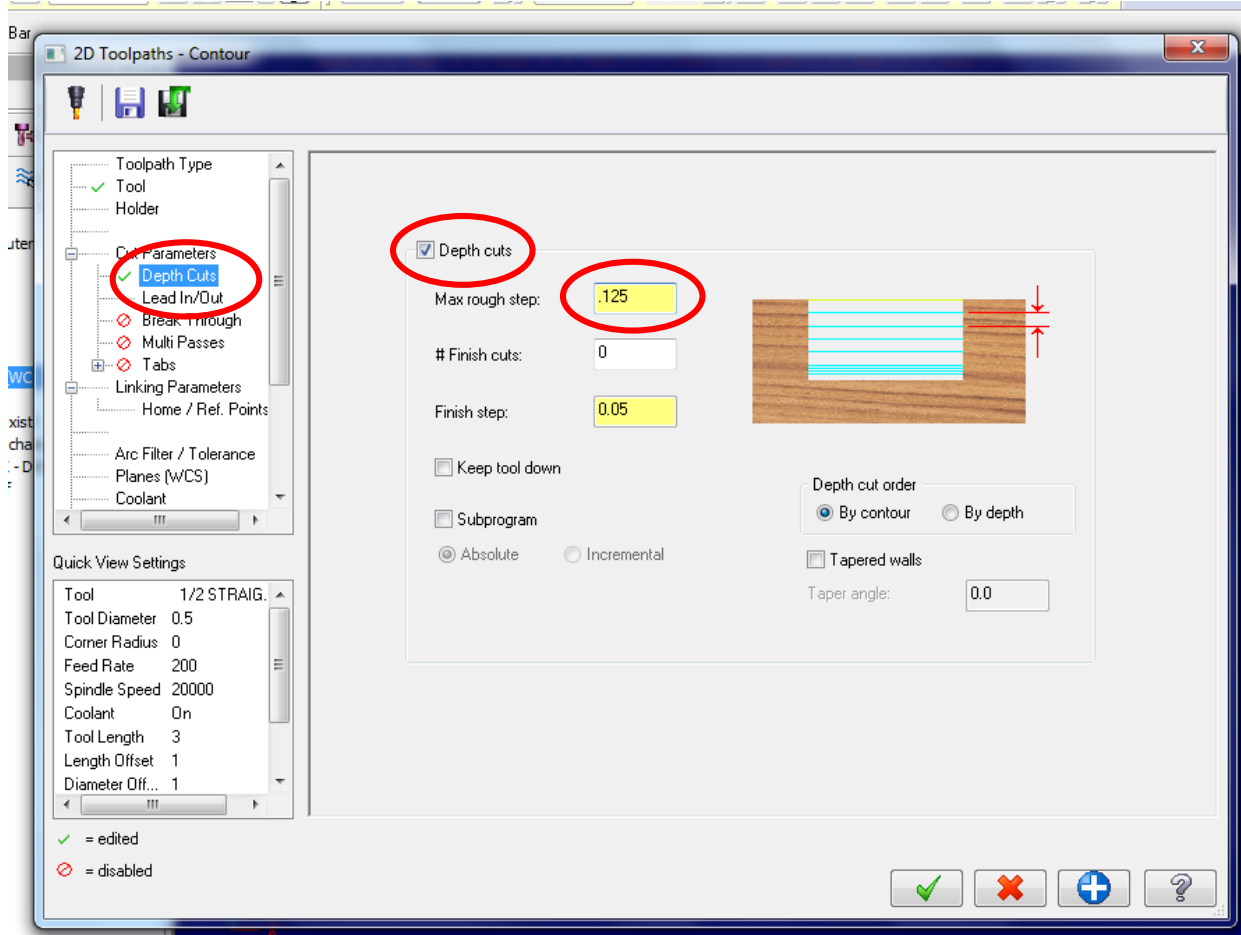 Bar
2D Toolpaths - Contour
Toolpath Type
Tool
Holder
Cut Parameters
Depth Cuts
Lead In/Out
Break Through
Multi Passes
Tabs
Linking Parameters
Home / Ref. Points
Arc Filter / Tolerance
Planes (WCS)
Coolant
uter
WC
xist
cha
- D
Depth cuts
Max rough step: .125
# Finish cuts: 0
Finish step: 0.05
Keep tool down
Subprogram
Absolute Incremental
Depth cut order
By contour By depth
Tapered walls
Taper angle: 0.0
Quick View Settings
Tool 1/2 STRAIG.
Tool Diameter 0.5
Corner Radius 0
Feed Rate 200
Spindle Speed 20000
Coolant On
Tool Length 3
Length Offset 1
Diameter Off... 1
= edited
= disabled